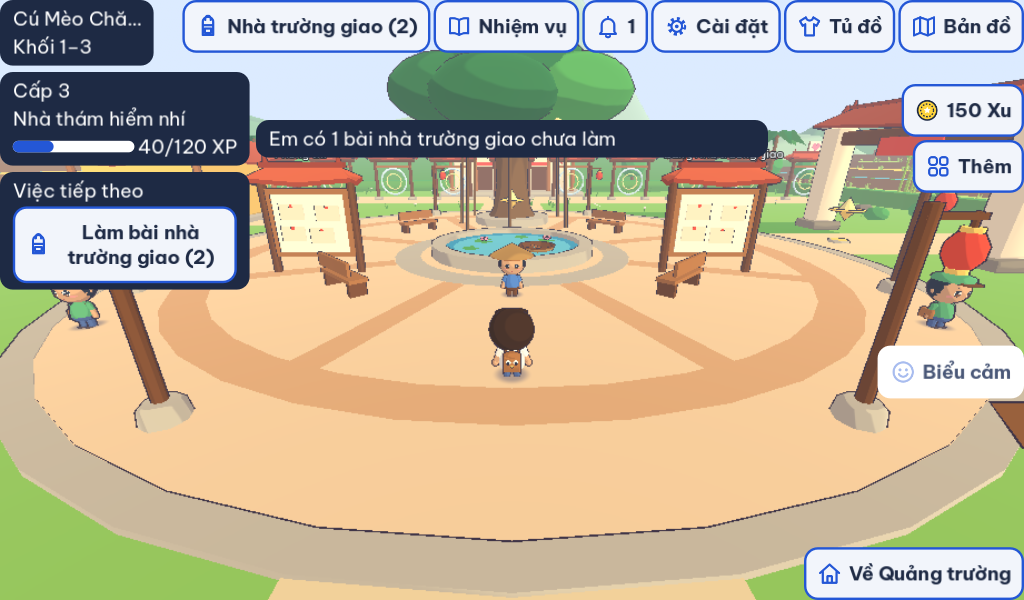 Cú Mèo Chă...
Khối 1–3
Nhà trường giao (2)
Nhiệm vụ
1
Cài đặt
Tủ đồ
Bản đồ
Cấp 3
Nhà thám hiểm nhí
40/120 XP
150 Xu
Em có 1 bài nhà trường giao chưa làm
Thêm
Việc tiếp theo
Làm bài nhà
trường giao (2)
Biểu cảm
Về Quảng trường